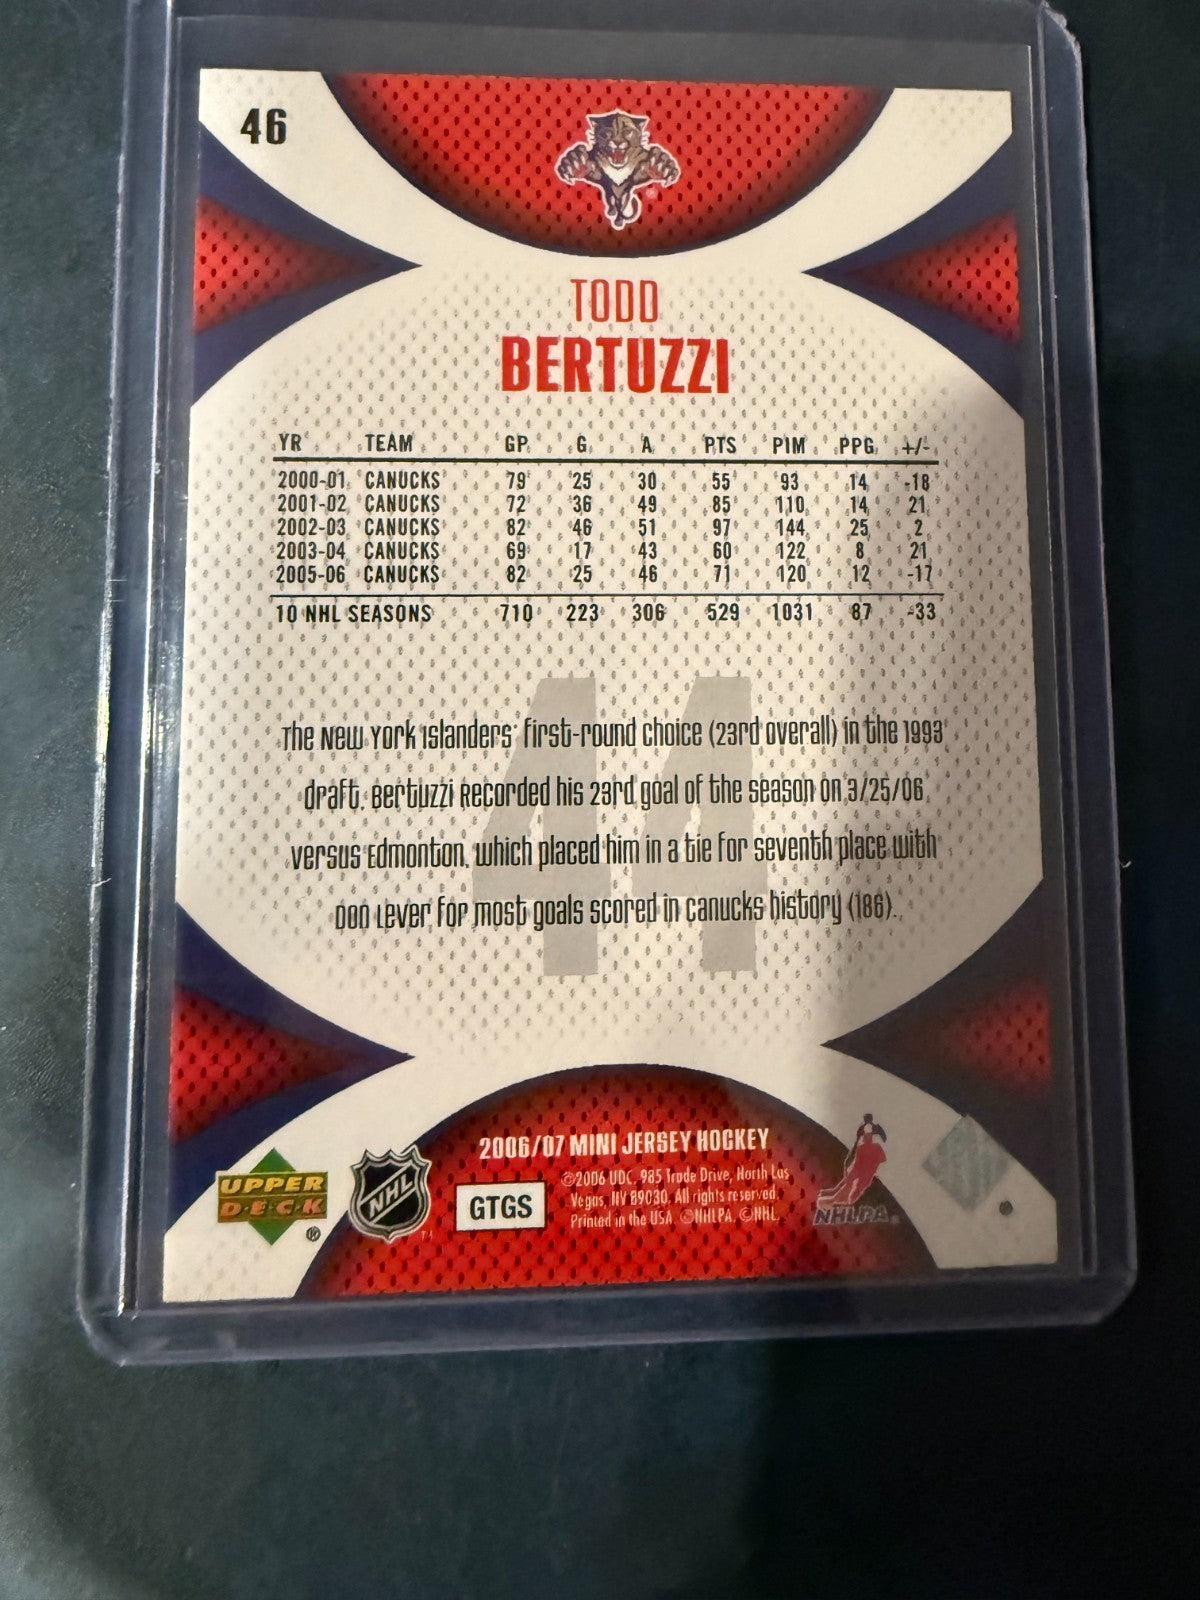 46
TODD
BERTUZZI
YR TEAM GP G A PTS PIM PPG +/-
2000-01 CANUCKS 79 25 30 55 93 14 -18
2001-02 CANUCKS 72 36 49 85 110 14 21
2002-03 CANUCKS 82 46 51 97 144 25 2
2003-04 CANUCKS 69 17 43 60 122 8 21
2005-06 CANUCKS 82 25 46 71 120 12 -17
10 NHL SEASONS 710 223 306 529 1031 87 -33
44
The New York Islanders' first-round choice (23rd overall) in the 1993
draft, Bertuzzi recorded his 23rd goal of the season on 3/25/06
versus Edmonton, which placed him in a tie for seventh place with
Don Lever for most goals scored in Canucks history (186).
2006/07 MINI JERSEY HOCKEY
©2006 UDC, 985 Trade Drive, North Las
Vegas, NV 89030. All rights reserved.
Printed in the USA. ©NHLPA. ©NHL.
UPPER
DECK
®
NHL
TM
GTGS
NHLPA®